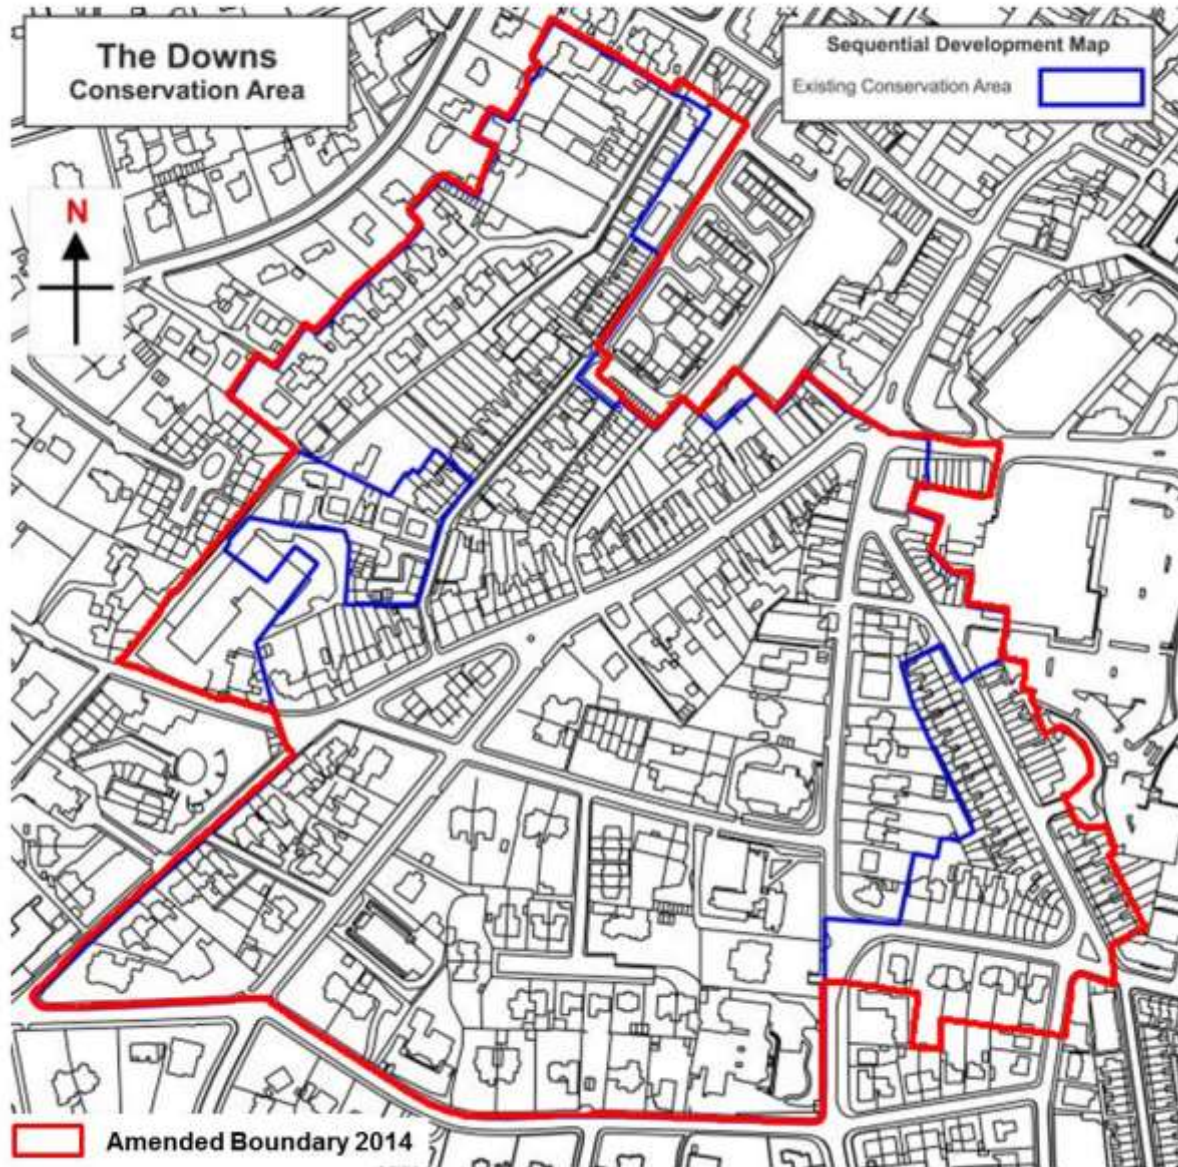 The Downs
Conservation Area
Sequential Development Map
Existing Conservation Area
N
Amended Boundary 2014